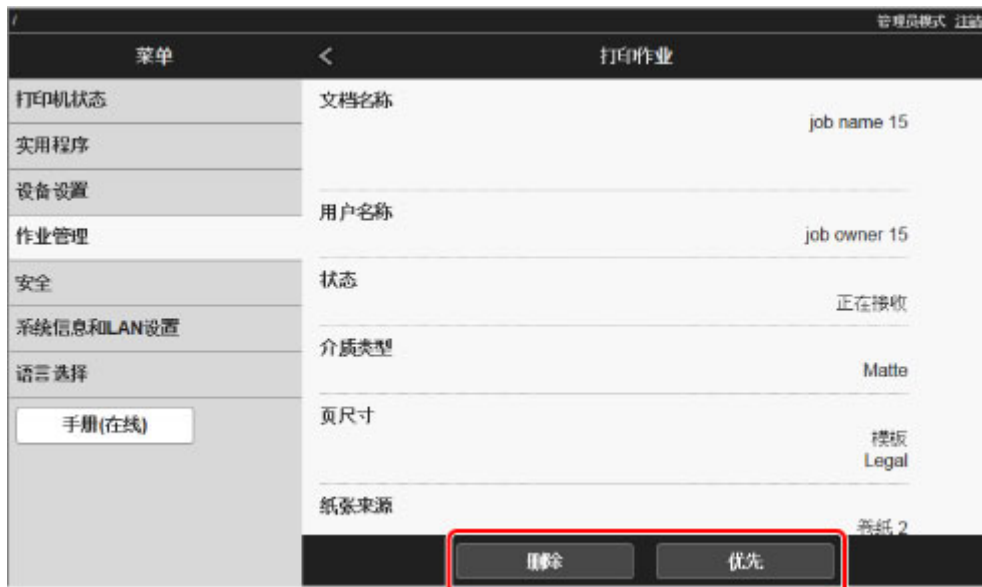 /
管理员模式 注销
菜单
< 打印作业
打印机状态
实用程序
设备设置
作业管理
安全
系统信息和LAN设置
语言选择
手册(在线)
文档名称
job name 15
用户名称
job owner 15
状态
正在接收
介质类型
Matte
页尺寸
模板
Legal
纸张来源
卷纸 2
删除
优先